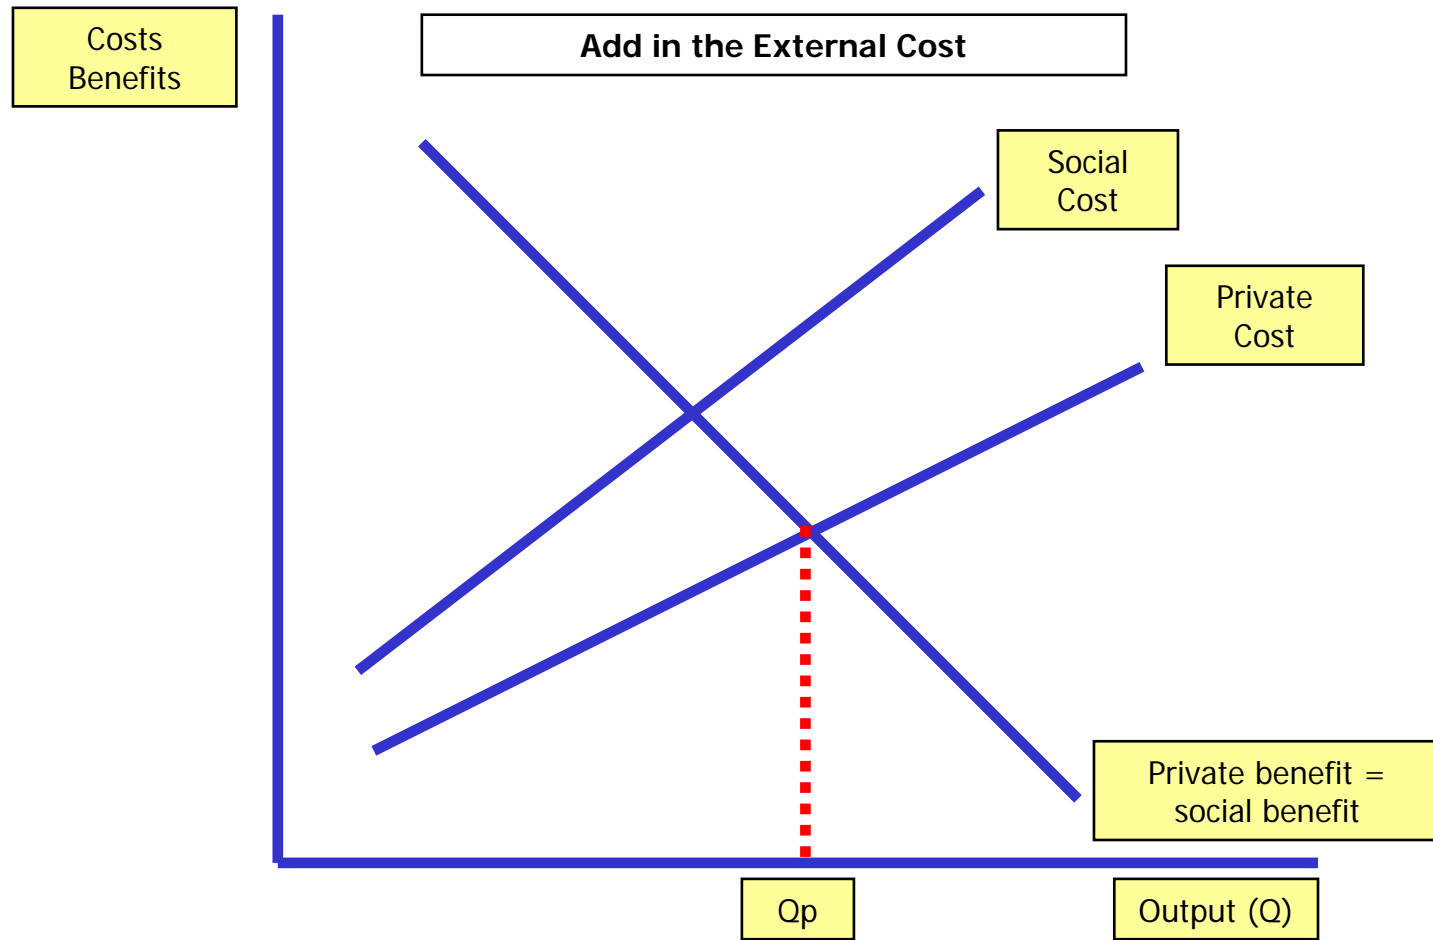 Costs
Benefits
Add in the External Cost
Social
Cost
Private
Cost
Private benefit =
social benefit
Qp
Output (Q)